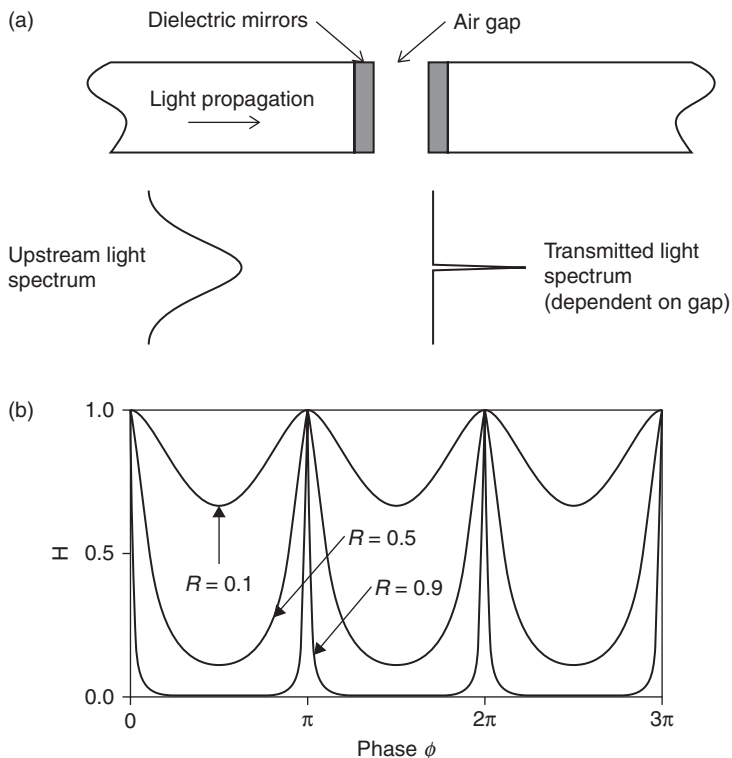 (a)
Dielectric mirrors
Air gap
Light propagation
Upstream light
spectrum
Transmitted light
spectrum
(dependent on gap)
(b)
1.0
0.5
0.0
H
R = 0.1
R = 0.5
R = 0.9
0
π
2π
3π
Phase ϕ